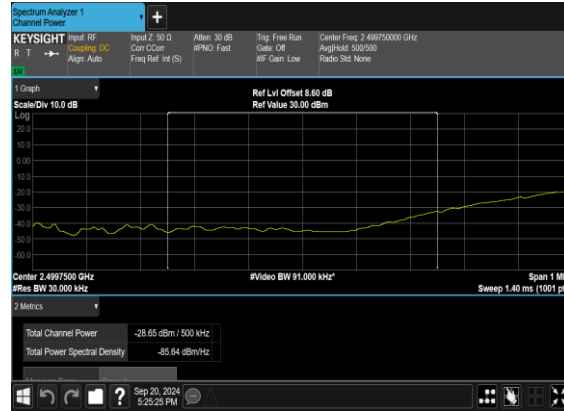 Spectrum Analyzer 1
Channel Power
+
KEYSIGHT Input: RF
R T Coupling: DC
Align: Auto
Input Z: 50 Ω
Corr CCorr
Freq Ref: Int (S)
Atten: 30 dB
#PNO: Fast
Trig: Free Run
Gate: Off
#IF Gain: Low
Center Freq: 2.499750000 GHz
Avg|Hold: 500/500
Radio Std: None
LM
1 Graph
Scale/Div 10.0 dB
Ref Lvl Offset 8.60 dB
Ref Value 30.00 dBm
Log
20.0
10.0
0.00
-10.0
-20.0
-30.0
-40.0
-50.0
-60.0
Center 2.4997500 GHz
#Res BW 30.000 kHz
#Video BW 91.000 kHz*
Span 1 M
Sweep 1.40 ms (1001 pt
2 Metrics
Total Channel Power -28.65 dBm / 500 kHz
Total Power Spectral Density -85.64 dBm/Hz
?
Sep 20, 2024
5:25:25 PM